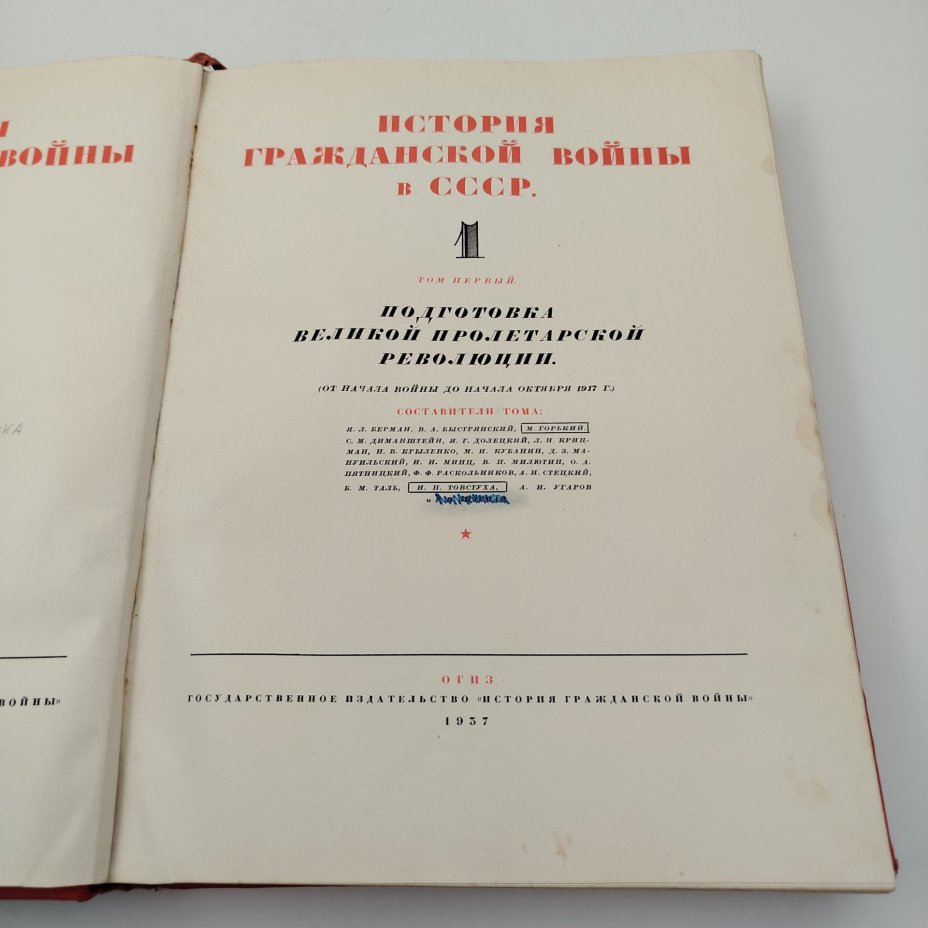 ВОЙНЫ
ИСТОРИЯ
ГРАЖДАНСКОЙ ВОЙНЫ
в СССР.
1
ТОМ ПЕРВЫЙ.
ПОДГОТОВКА
ВЕЛИКОЙ ПРОЛЕТАРСКОЙ
РЕВОЛЮЦИИ.
(ОТ НАЧАЛА ВОЙНЫ ДО НАЧАЛА ОКТЯБРЯ 1917 Г.)
СОСТАВИТЕЛИ ТОМА:
Я. Л. БЕРМАН, В. А. БЫСТРЯНСКИЙ, М. ГОРЬКИЙ,
С. М. ДИМАНШТЕЙН, Я. Г. ДОЛЕЦКИЙ, Л. Н. КРИЦ-
МАН, Н. В. КРЫЛЕНКО, М. И. КУБАНИН, Д. З. МА-
НУИЛЬСКИЙ, И. И. МИНЦ, В. П. МИЛЮТИН, О. А.
ПЯТНИЦКИЙ, Ф. Ф. РАСКОЛЬНИКОВ, А. И. СТЕЦКИЙ,
Б. М. ТАЛЬ, И. П. ТОВСТУХА, А. И. УГАРОВ
и
ОГИЗ
ГОСУДАРСТВЕННОЕ ИЗДАТЕЛЬСТВО «ИСТОРИЯ ГРАЖДАНСКОЙ ВОЙНЫ»
1937
ВОЙНЫ»